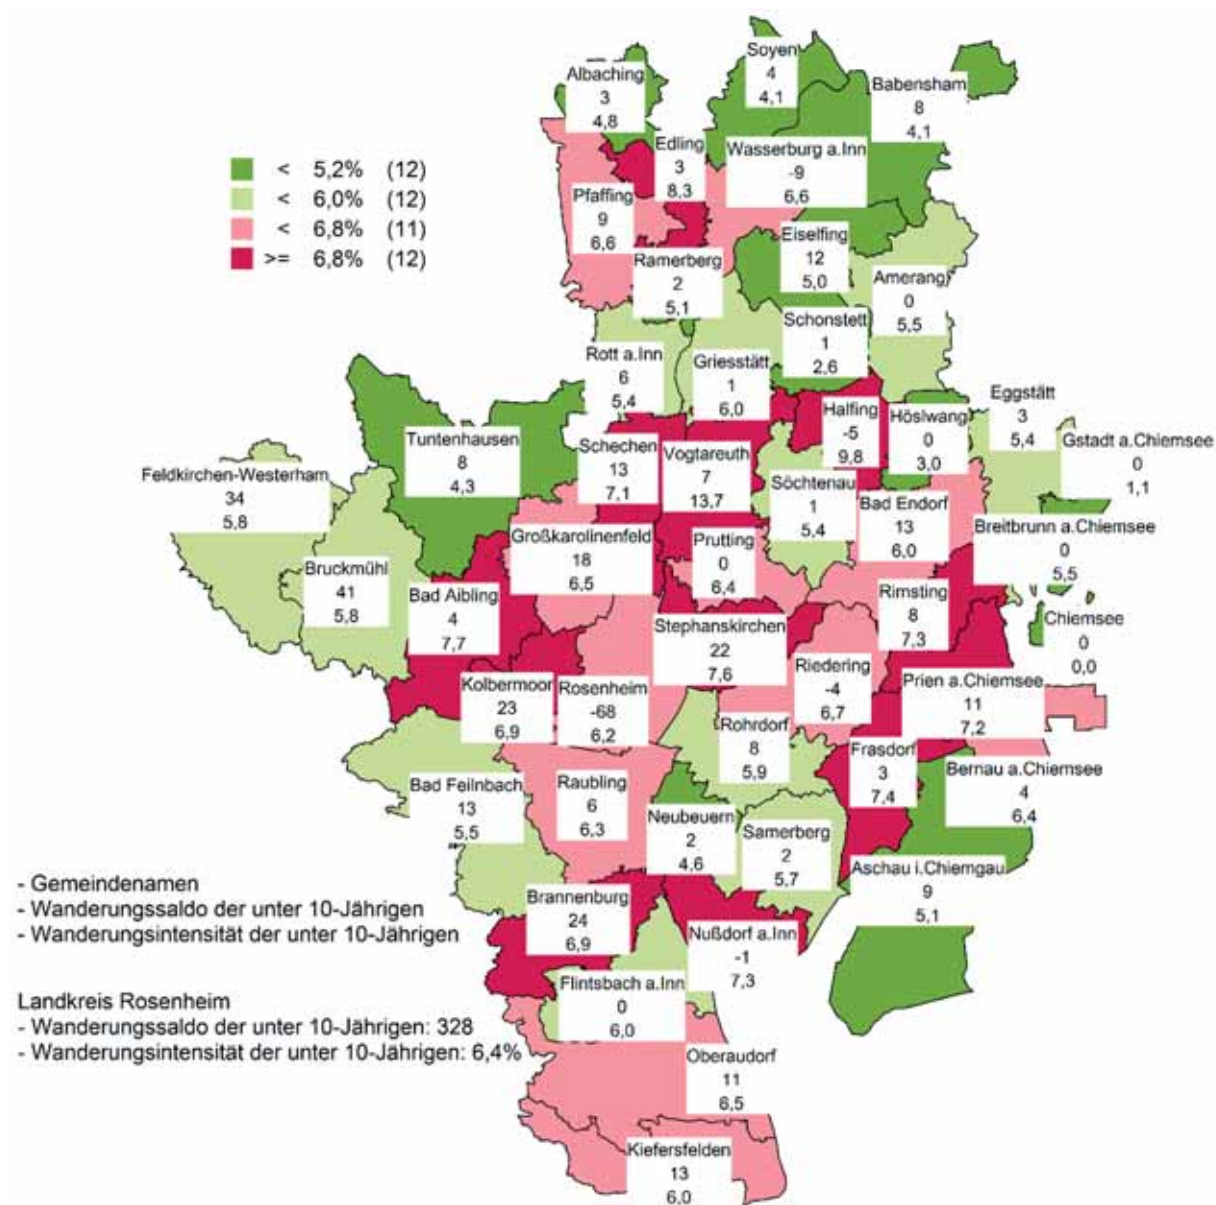 Soyen
4
4,1
Albaching
3
4,8
Babensham
8
4,1
Edling
3
8,3
Wasserburg a.Inn
-9
6,6
< 5,2% (12)
< 6,0% (12)
< 6,8% (11)
>= 6,8% (12)
Pfaffing
9
6,6
Eiselfing
12
5,0
Ramerberg
2
5,1
Amerang
0
5,5
Schonstett
1
2,6
Rott a.Inn
6
5,4
Griesstätt
1
6,0
Eggstätt
3
5,4
Halfing
-5
9,8
Höslwang
0
3,0
Gstadt a.Chiemsee
0
1,1
Tuntenhausen
8
4,3
Schechen
13
7,1
Vogtareuth
7
13,7
Feldkirchen-Westerham
34
5,8
Söchtenau
1
5,4
Bad Endorf
13
6,0
Breitbrunn a.Chiemsee
0
5,5
Großkarolinenfeld
18
6,5
Prutting
0
6,4
Bruckmühl
41
5,8
Bad Aibling
4
7,7
Rimsting
8
7,3
Chiemsee
0
0,0
Stephanskirchen
22
7,6
Riedering
-4
6,7
Prien a.Chiemsee
11
7,2
Kolbermoor
23
6,9
Rosenheim
-68
6,2
Rohrdorf
8
5,9
Frasdorf
3
7,4
Bernau a.Chiemsee
4
6,4
Bad Feilnbach
13
5,5
Raubling
6
6,3
Neubeuern
2
4,6
Samerberg
2
5,7
Aschau i.Chiemgau
9
5,1
- Gemeindenamen
- Wanderungssaldo der unter 10-Jährigen
- Wanderungsintensität der unter 10-Jährigen
Brannenburg
24
6,9
Nußdorf a.Inn
-1
7,3
Flintsbach a.Inn
0
6,0
Landkreis Rosenheim
- Wanderungssaldo der unter 10-Jährigen: 328
- Wanderungsintensität der unter 10-Jährigen: 6,4%
Oberaudorf
11
6,5
Kiefersfelden
13
6,0